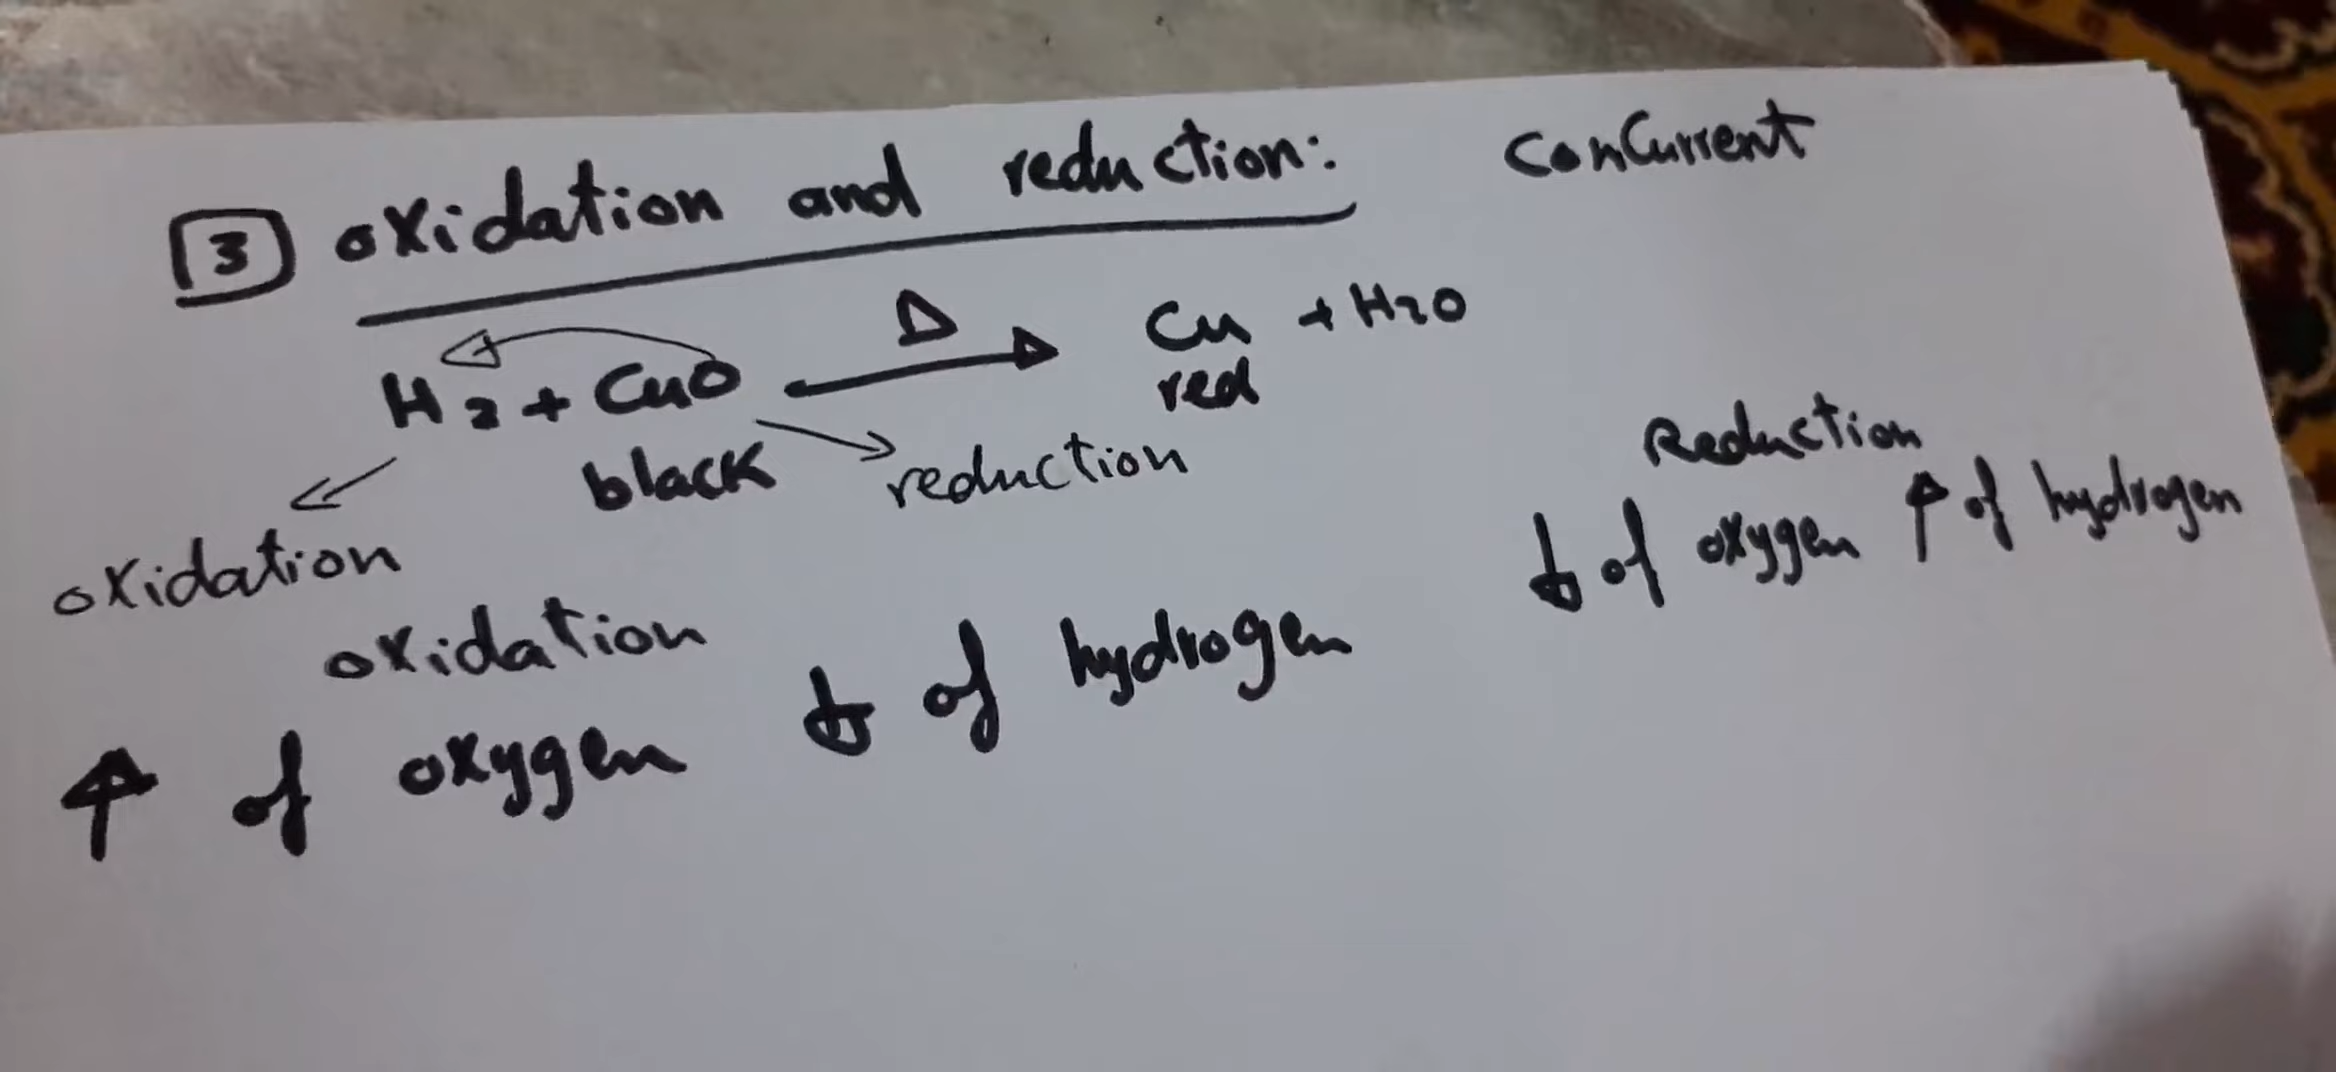 3 oxidation and reduction: Concurrent
H2 + CuO Δ Cu + H2O
black red
oxidation reduction
Reduction
↓ of oxygen ↑ of hydrogen
oxidation
↑ of oxygen ↓ of hydrogen